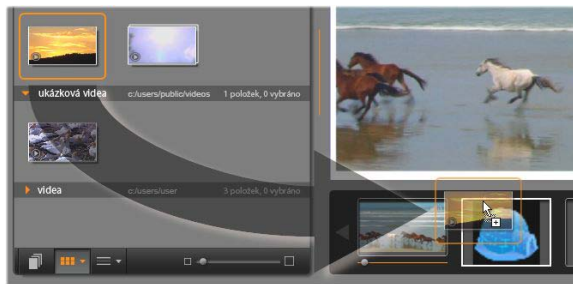 ukázková videa c:/users/public/videos 1 položek, 0 vybráno
videa c:/users/user 3 položek, 0 vybráno